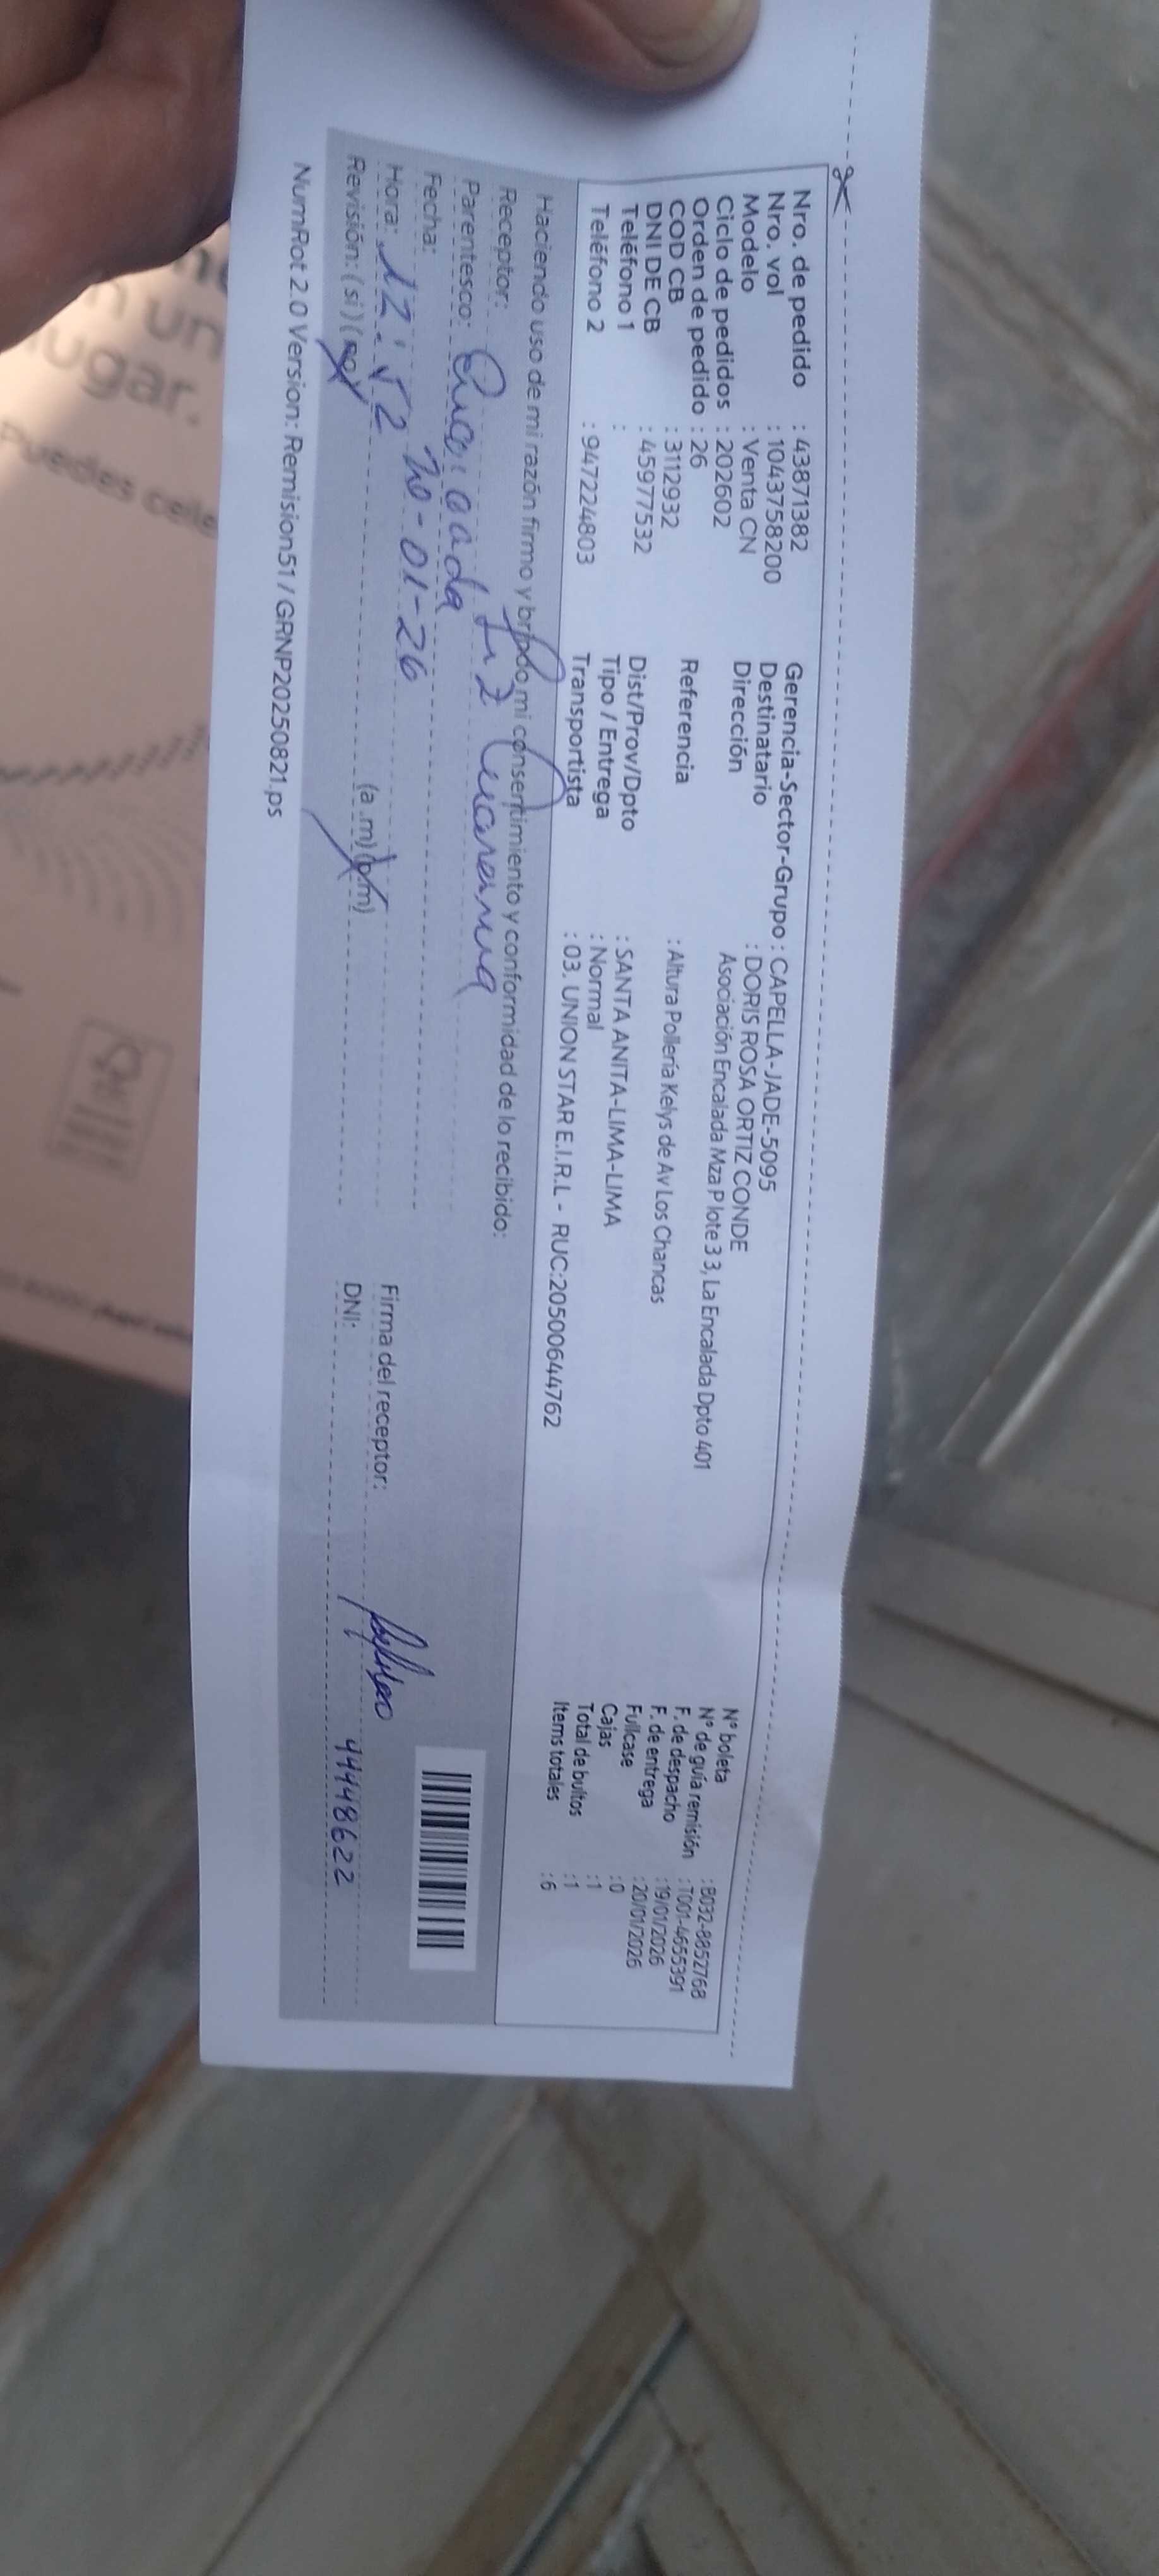 Nro. de pedido : 43871382
Nro. vol : 1043758200
Modelo : Venta CN
Ciclo de pedidos : 202602
Orden de pedido : 26
COD CB : 3112932
DNI DE CB : 45977532
Teléfono 1 :
Teléfono 2 : 947224803
Gerencia-Sector-Grupo : CAPELLA-JADE-5095
Destinatario : DORIS ROSA ORTIZ CONDE
Dirección Asociación Encalada Mza P lote 3 3, La Encalada Dpto 401
Referencia : Altura Pollería Kelys de Av Los Chancas
Dist/Prov/Dpto : SANTA ANITA-LIMA-LIMA
Tipo / Entrega : Normal
Transportista : 03. UNION STAR E.I.R.L - RUC:20500644762
N° boleta : B032-8852768
N° de guía remisión : T001-4655391
F. de despacho : 19/01/2026
F. de entrega : 20/01/2026
Fullcase : 0
Cajas : 1
Total de bultos : 1
Items totales : 6
Haciendo uso de mi razón firmo y brindo mi consentimiento y conformidad de lo recibido:
Receptor:
Parentesco:
Fecha: 20-01-26
Hora: 12:52 (a.m) (p.m)
Revisión: (si) (no)
Firma del receptor:
DNI: 44448622
NumRot 2.0 Version: Remision51 / GRNP20250821.ps
un
lugar.
Puedes